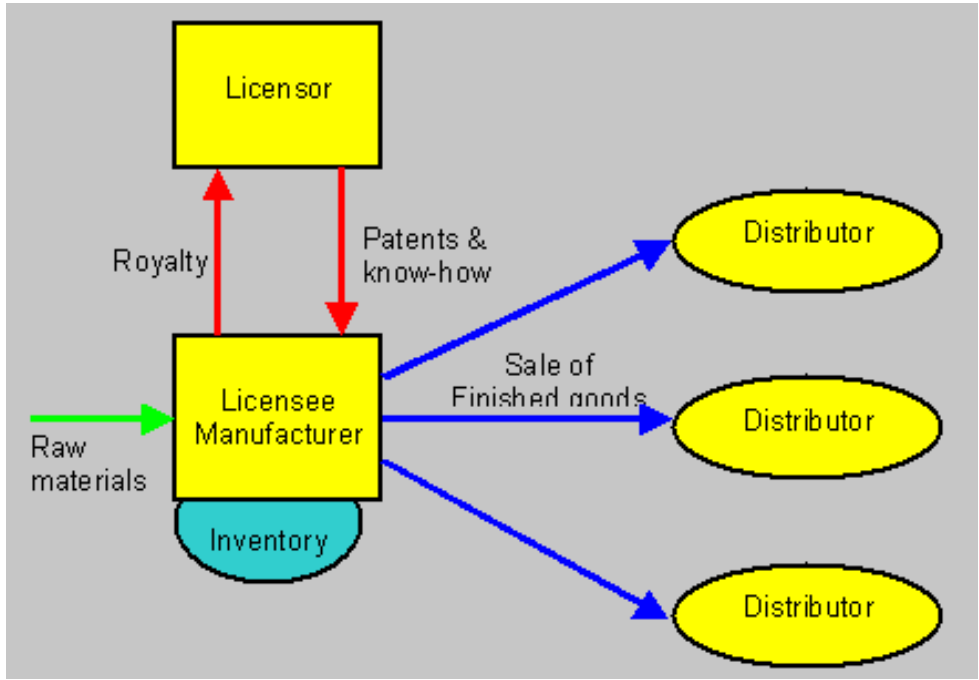 Licensor
Royalty
Patents &
know-how
Distributor
Sale of
Finished goods
Licensee
Manufacturer
Distributor
Raw
materials
Inventory
Distributor